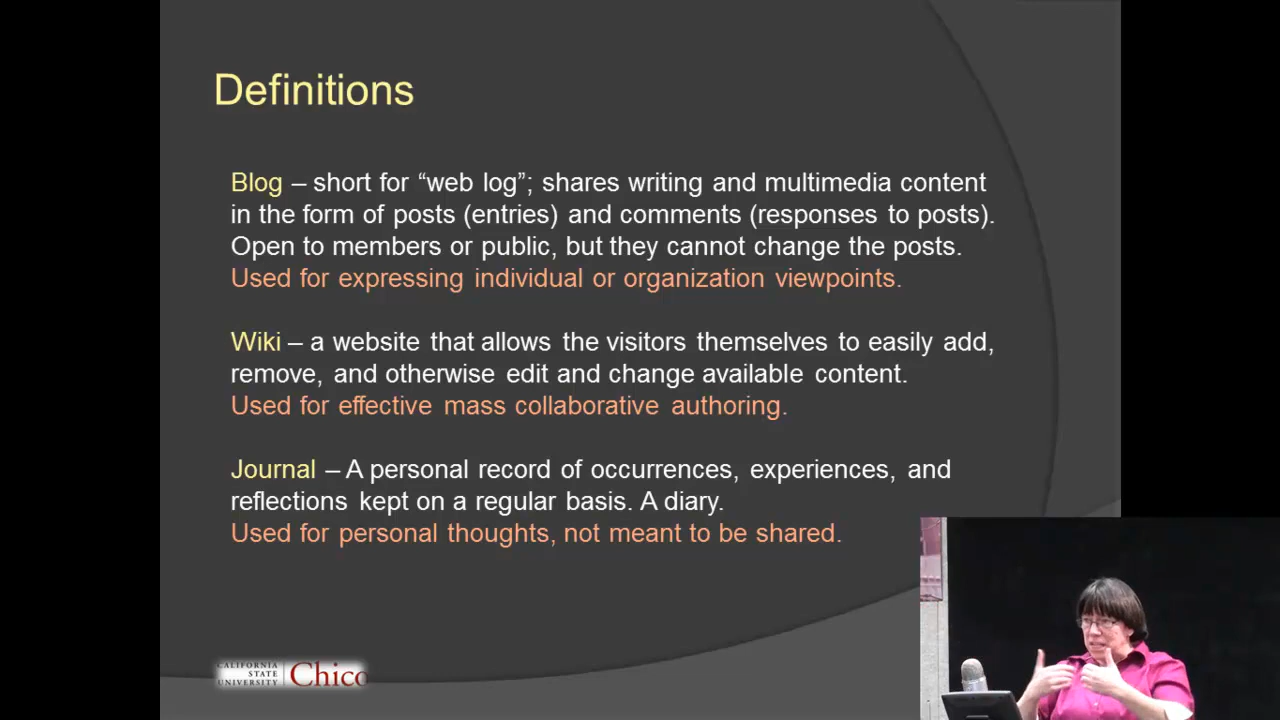 Definitions
Blog – short for “web log”; shares writing and multimedia content
in the form of posts (entries) and comments (responses to posts).
Open to members or public, but they cannot change the posts.
Used for expressing individual or organization viewpoints.
Wiki – a website that allows the visitors themselves to easily add,
remove, and otherwise edit and change available content.
Used for effective mass collaborative authoring.
Journal – A personal record of occurrences, experiences, and
reflections kept on a regular basis. A diary.
Used for personal thoughts, not meant to be shared.
CALIFORNIA
STATE
UNIVERSITY
Chico